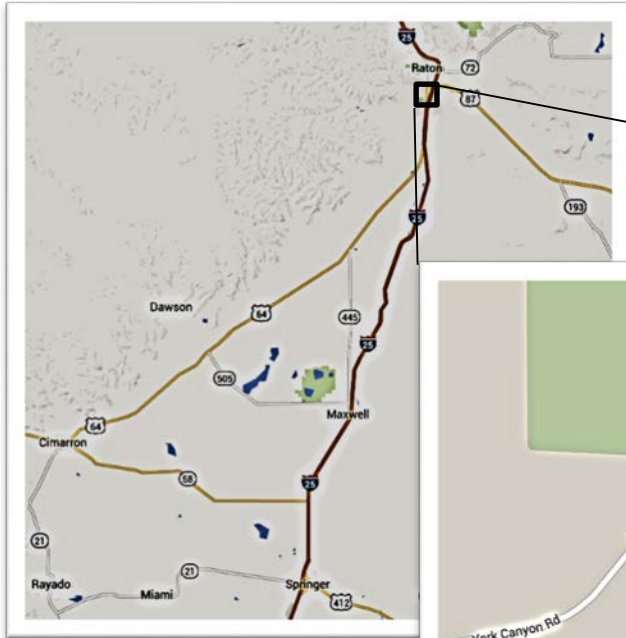 25
Raton
72
87
193
25
Dawson
64
445
25
505
Maxwell
64
Cimarron
58
25
21
21
Rayado
Miami
Springer
412
York Canyon Rd